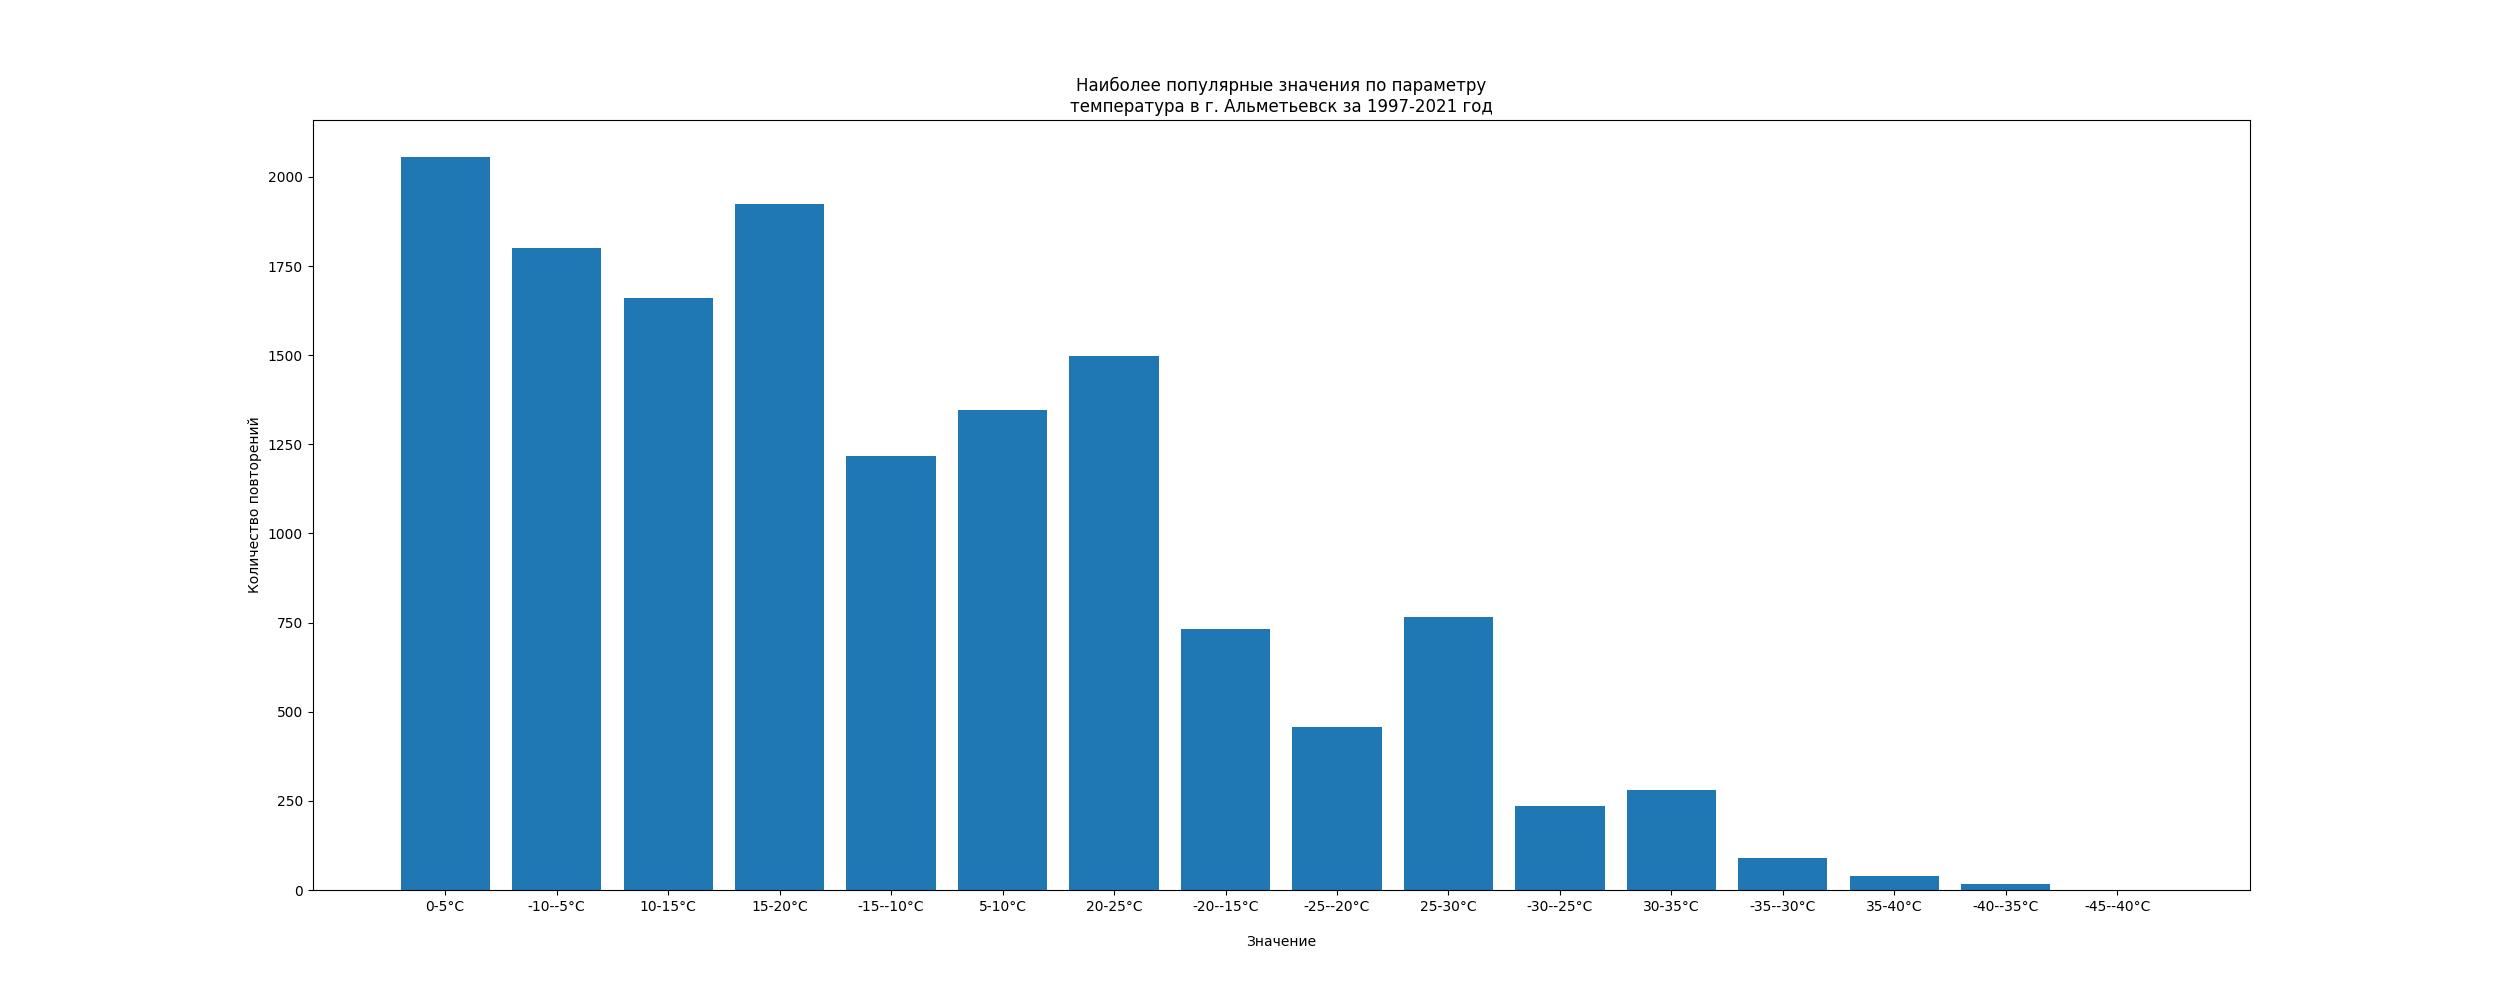 Наиболее популярные значения по параметру
температура в г. Альметьевск за 1997-2021 год
Количество повторений
2000
1750
1500
1250
1000
750
500
250
0
0-5°C
-10--5°C
10-15°C
15-20°C
-15--10°C
5-10°C
20-25°C
-20--15°C
-25--20°C
25-30°C
-30--25°C
30-35°C
-35--30°C
35-40°C
-40--35°C
-45--40°C
Значение